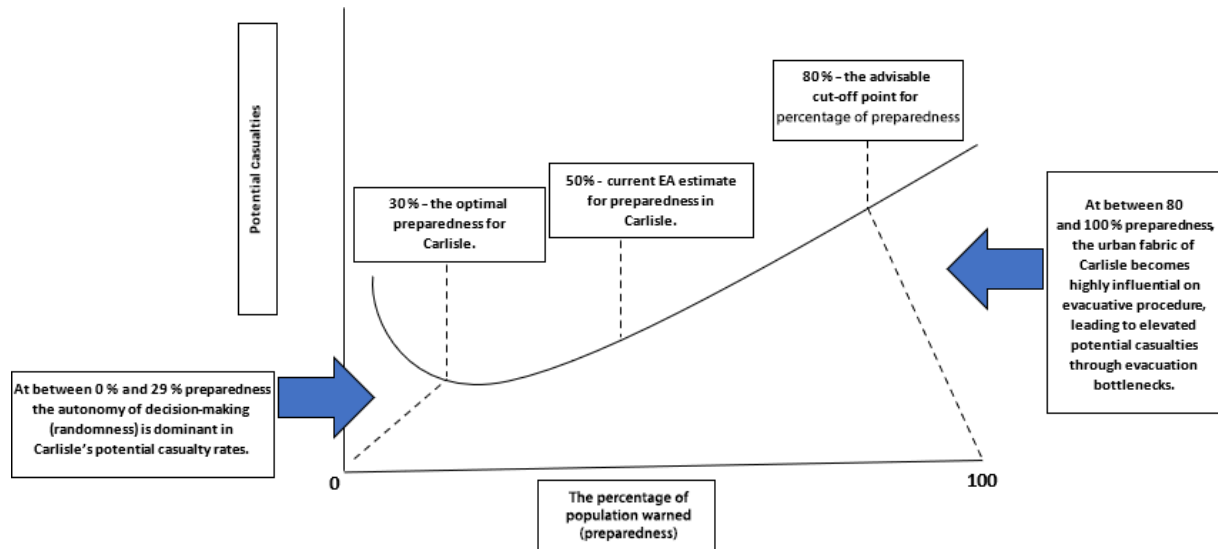 Potential Casualties
80% – the advisable
cut-off point for
percentage of preparedness
50% - current EA estimate
for preparedness in
Carlisle.
30% – the optimal
preparedness for
Carlisle.
At between 80
and 100% preparedness,
the urban fabric of
Carlisle becomes
highly influential on
evacuative procedure,
leading to elevated
potential casualties
through evacuation
bottlenecks.
At between 0 % and 29 % preparedness
the autonomy of decision-making
(randomness) is dominant in
Carlisle's potential casualty rates.
0
100
The percentage of
population warned
(preparedness)